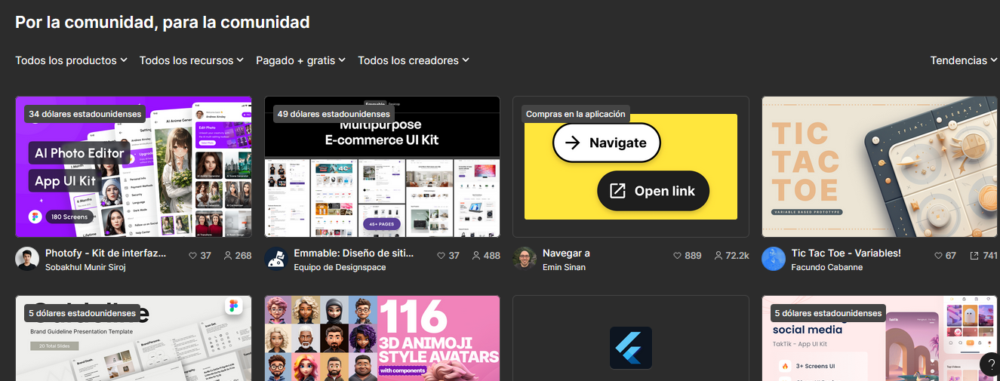 Por la comunidad, para la comunidad
Todos los productos
Todos los recursos
Pagado + gratis
Todos los creadores
Tendencias
34 dólares estadounidenses
AI Photo Editor
App UI Kit
180 Screens
Photofy - Kit de interfaz...
37
268
Sobakhul Munir Siroj
49 dólares estadounidenses
Multipurpose
E-commerce UI Kit
45+ PAGES
Emmable: Diseño de siti...
37
488
Equipo de Designspace
Compras en la aplicación
Navigate
Open link
Navegar a
889
72.2k
Emin Sinan
TIC
TAC
TOE
VARIABLE BASED PROTOTYPE
Tic Tac Toe - Variables!
67
741
Facundo Cabanne
5 dólares estadounidenses
Brand Guideline Presentation Template
20 Total Slides
116
3D ANIMOJI
STYLE AVATARS
with components
5 dólares estadounidenses
social media
TakTik - App UI Kit
3+ Screens UI
?